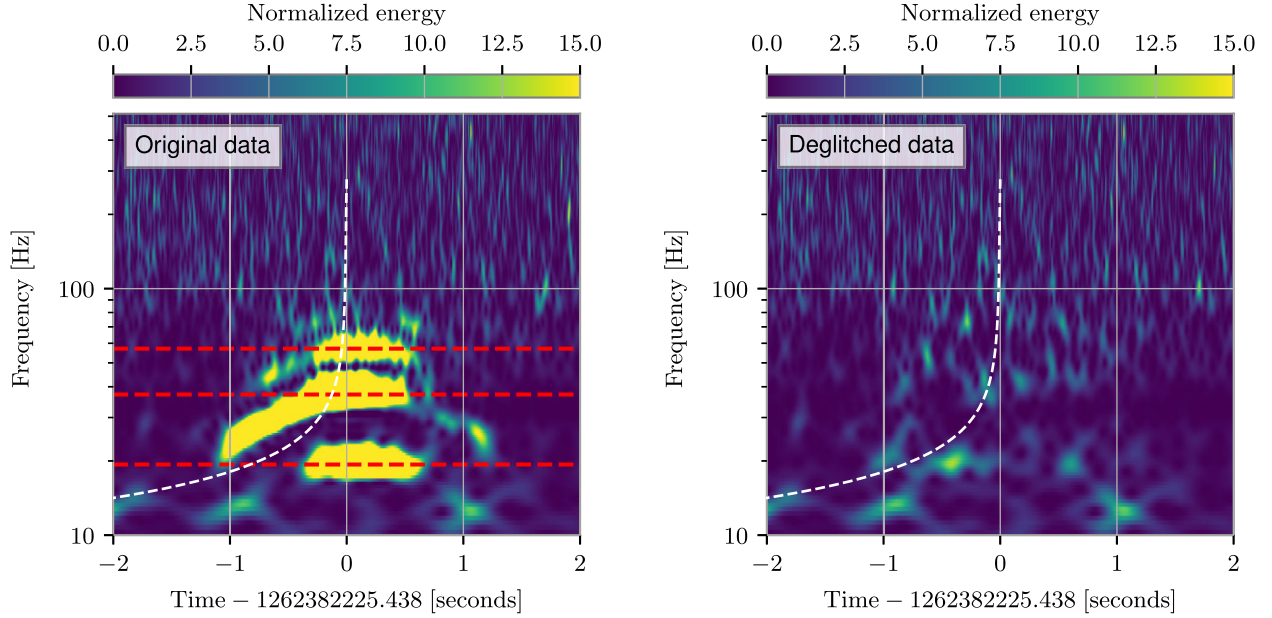 Normalized energy
0.0 2.5 5.0 7.5 10.0 12.5 15.0
Original data
Frequency [Hz]
100
10
−2 −1 0 1 2
Time − 1262382225.438 [seconds]
Normalized energy
0.0 2.5 5.0 7.5 10.0 12.5 15.0
Deglitched data
Frequency [Hz]
100
10
−2 −1 0 1 2
Time − 1262382225.438 [seconds]